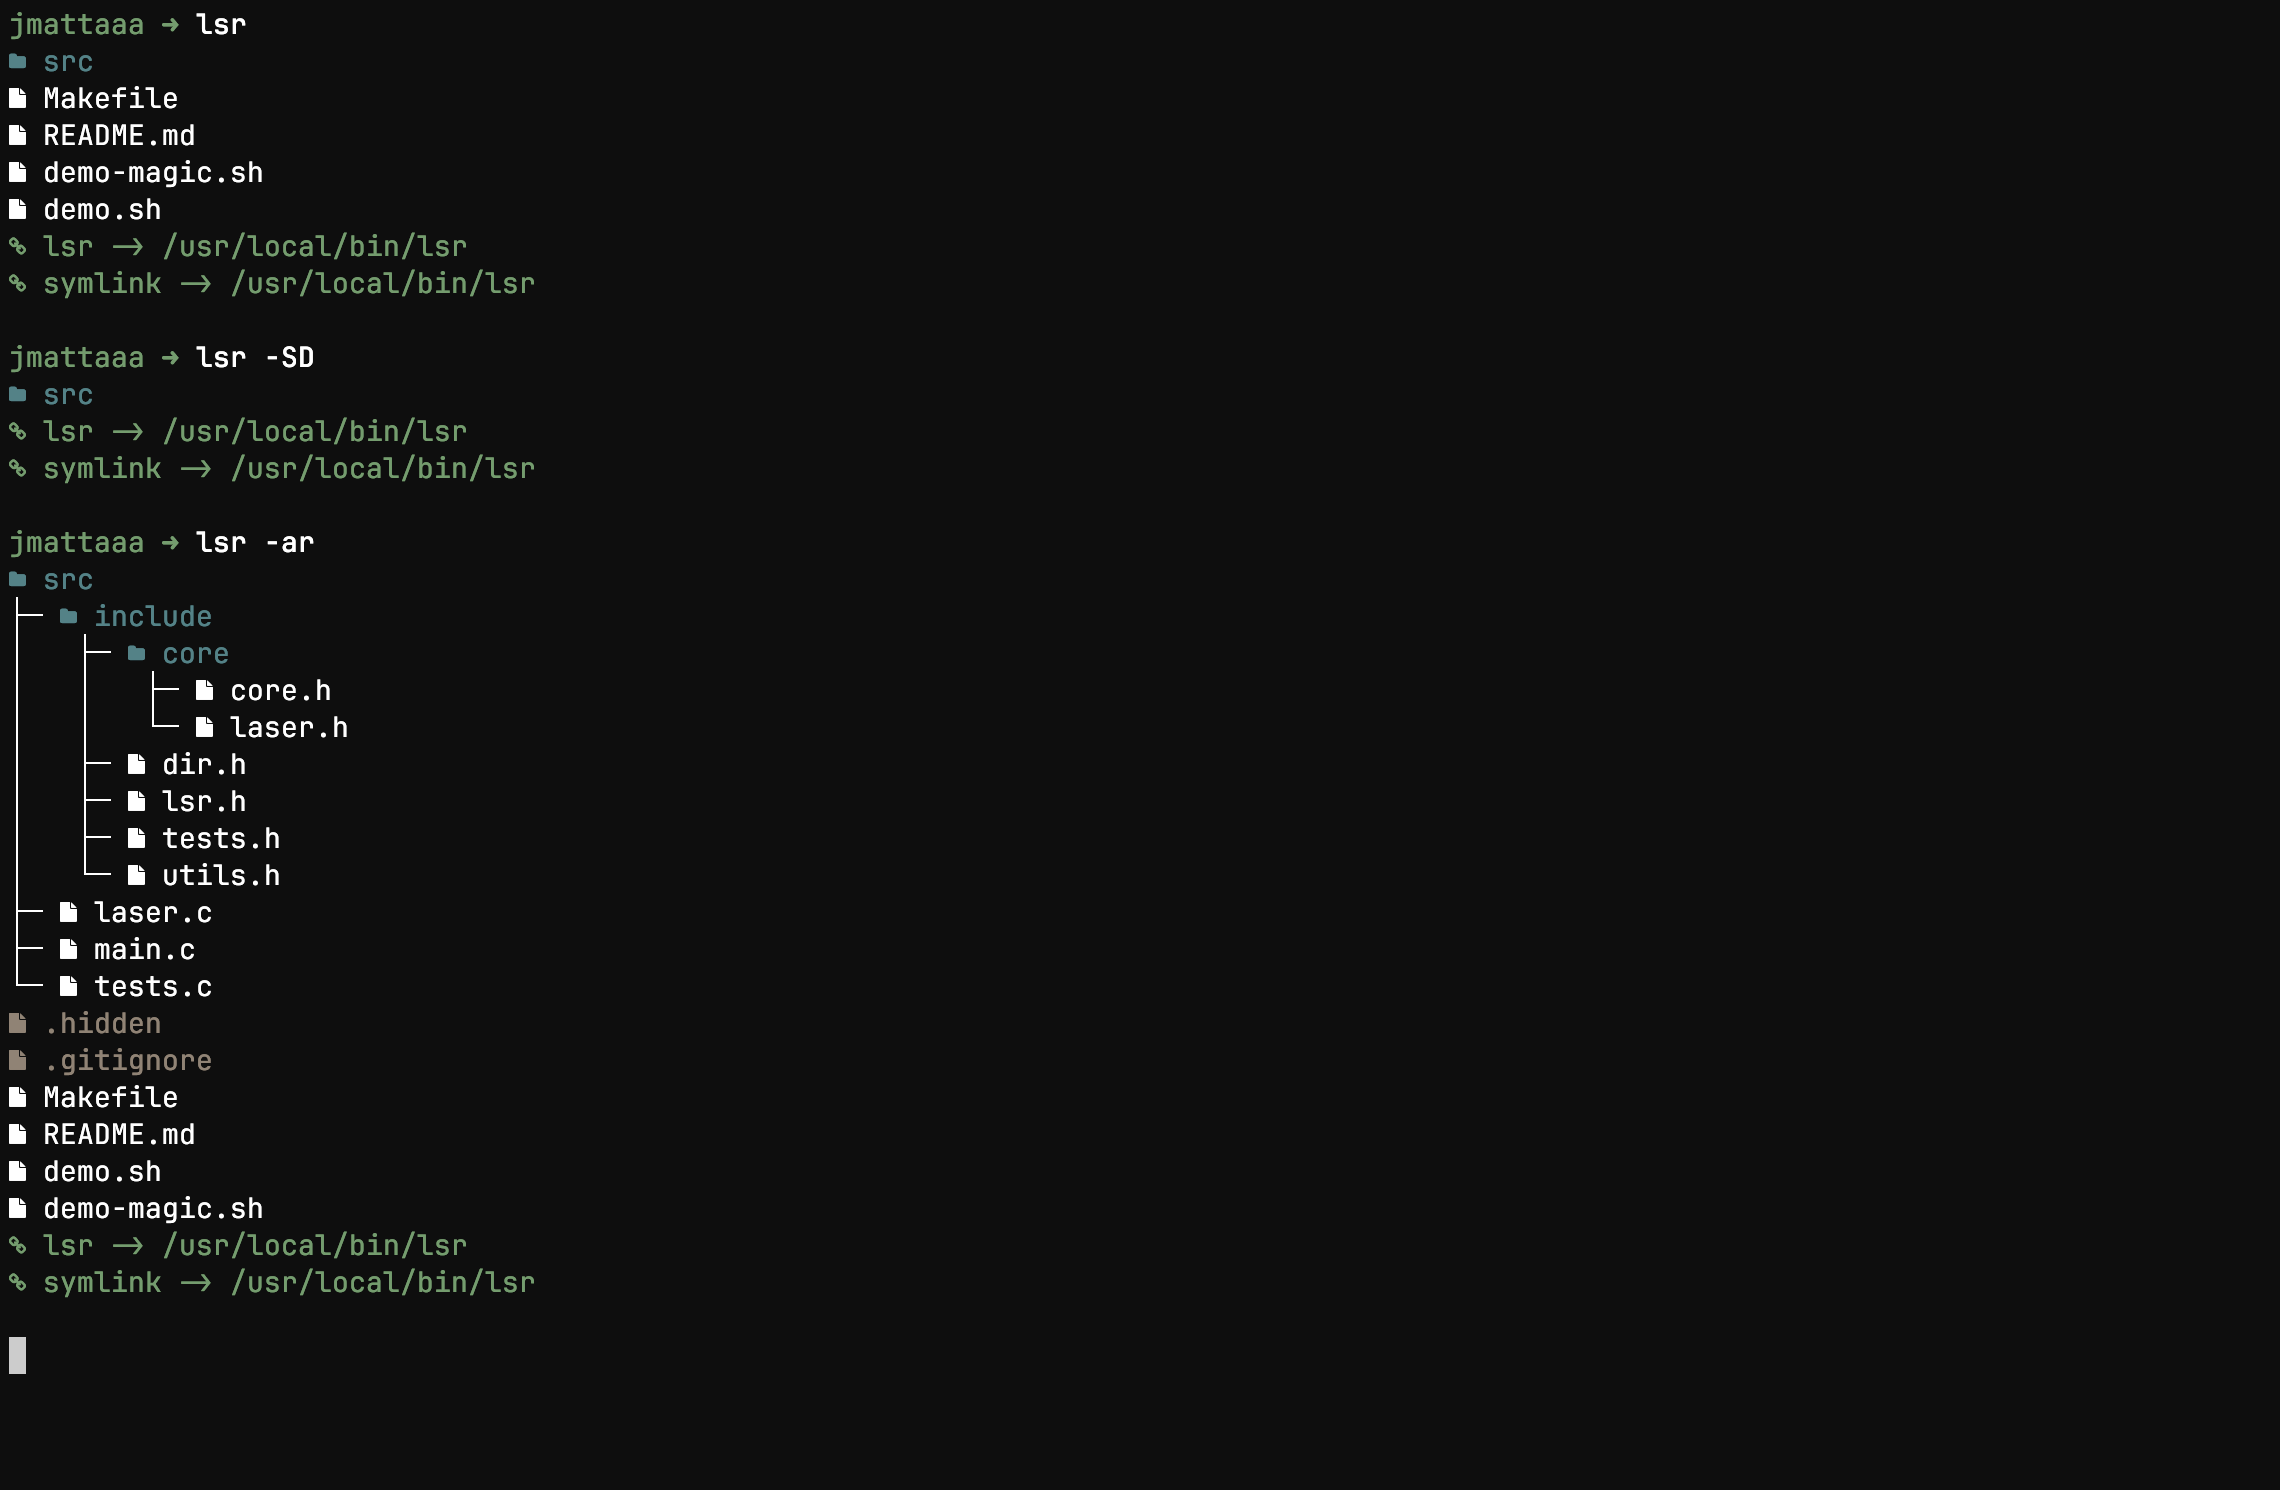 jmattaaa → lsr
src
Makefile
README.md
demo-magic.sh
demo.sh
lsr -> /usr/local/bin/lsr
symlink -> /usr/local/bin/lsr
jmattaaa → lsr -SD
src
lsr -> /usr/local/bin/lsr
symlink -> /usr/local/bin/lsr
jmattaaa → lsr -ar
src
├─ include
├─ core
├─ core.h
└─ laser.h
├─ dir.h
├─ lsr.h
├─ tests.h
└─ utils.h
├─ laser.c
├─ main.c
└─ tests.c
.hidden
.gitignore
Makefile
README.md
demo.sh
demo-magic.sh
lsr -> /usr/local/bin/lsr
symlink -> /usr/local/bin/lsr